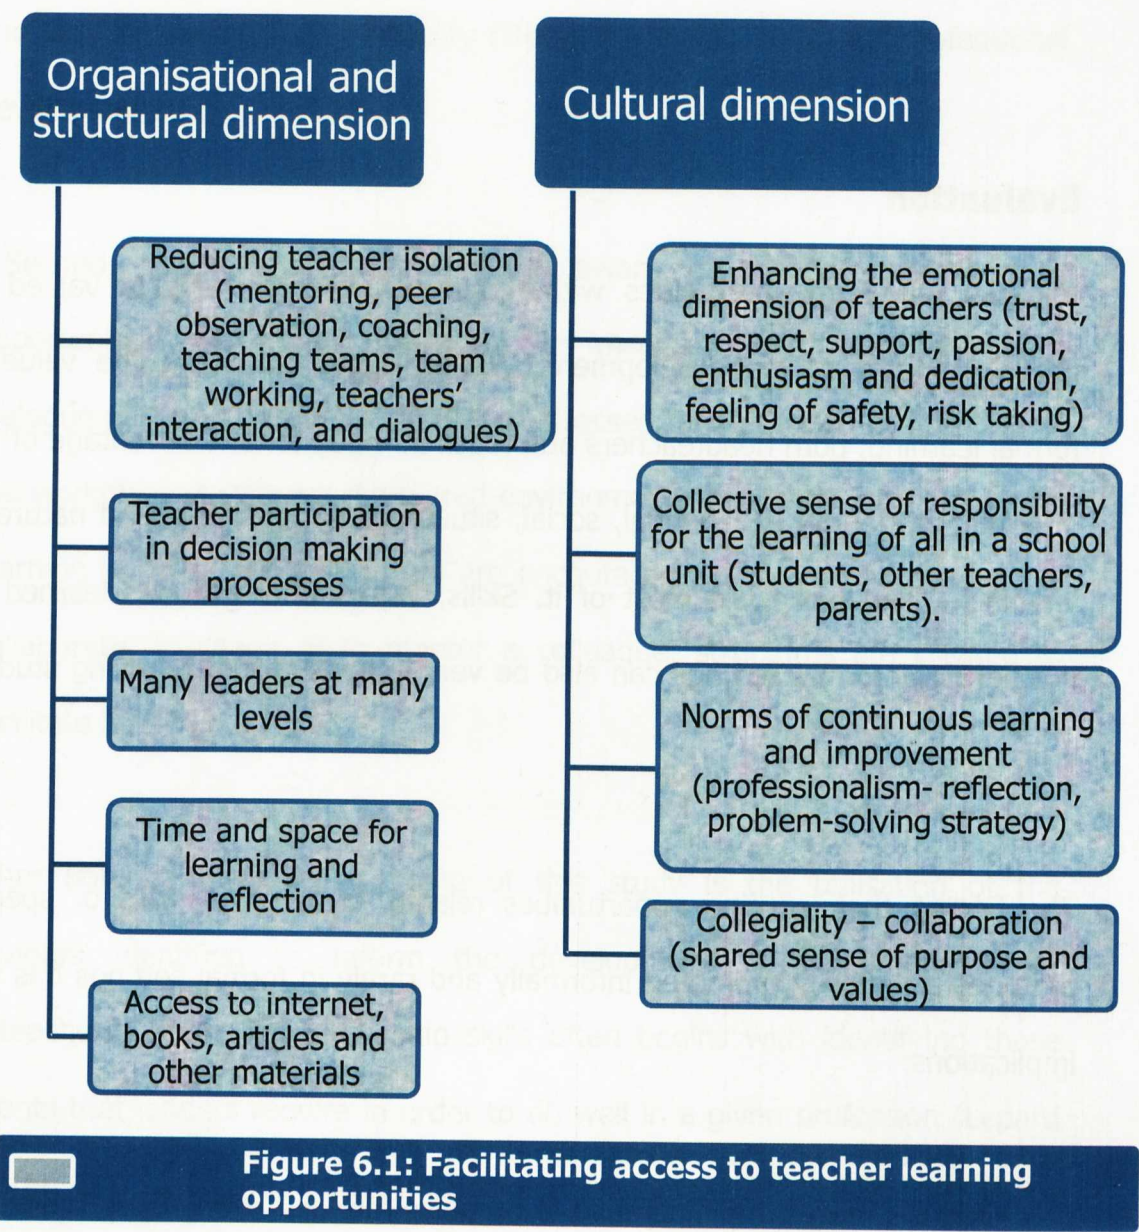 Organisational and
structural dimension
Reducing teacher isolation
(mentoring, peer
observation, coaching,
teaching teams, team
working, teachers'
interaction, and dialogues)
Teacher participation
in decision making
processes
Many leaders at many
levels
Time and space for
learning and
reflection
Access to internet,
books, articles and
other materials
Cultural dimension
Enhancing the emotional
dimension of teachers (trust,
respect, support, passion,
enthusiasm and dedication,
feeling of safety, risk taking)
Collective sense of responsibility
for the learning of all in a school
unit (students, other teachers,
parents).
Norms of continuous learning
and improvement
(professionalism- reflection,
problem-solving strategy)
Collegiality – collaboration
(shared sense of purpose and
values)
Figure 6.1: Facilitating access to teacher learning
opportunities